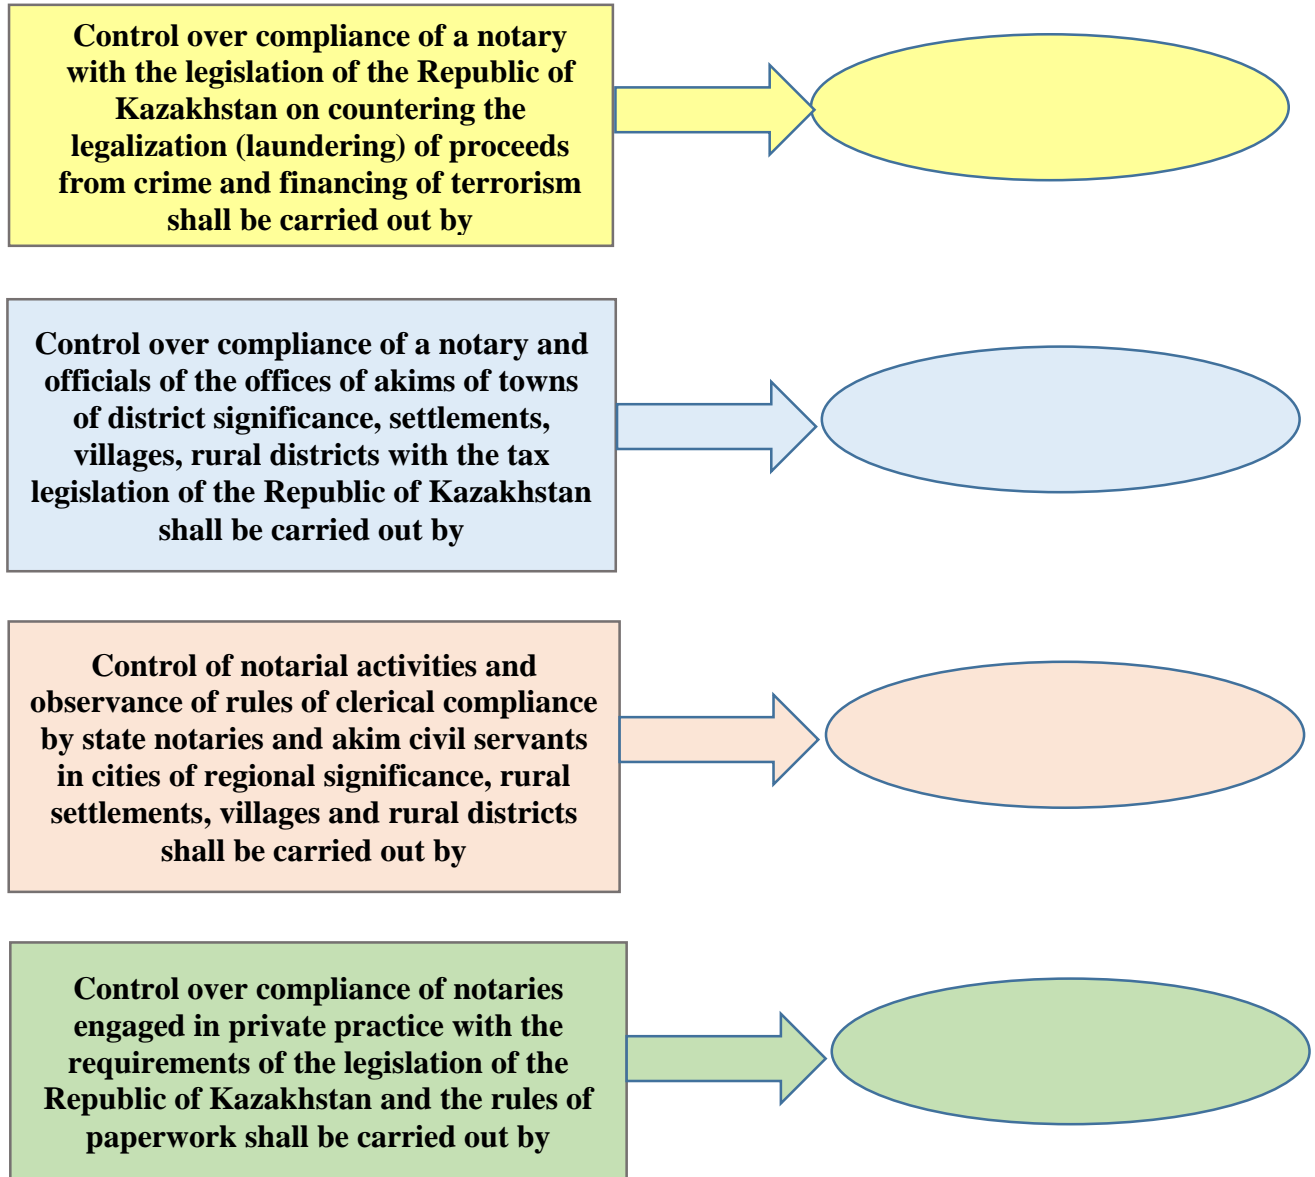 Control over compliance of a notary
with the legislation of the Republic of
Kazakhstan on countering the
legalization (laundering) of proceeds
from crime and financing of terrorism
shall be carried out by
Control over compliance of a notary and
officials of the offices of akims of towns
of district significance, settlements,
villages, rural districts with the tax
legislation of the Republic of Kazakhstan
shall be carried out by
Control of notarial activities and
observance of rules of clerical compliance
by state notaries and akim civil servants
in cities of regional significance, rural
settlements, villages and rural districts
shall be carried out by
Control over compliance of notaries
engaged in private practice with the
requirements of the legislation of the
Republic of Kazakhstan and the rules of
paperwork shall be carried out by